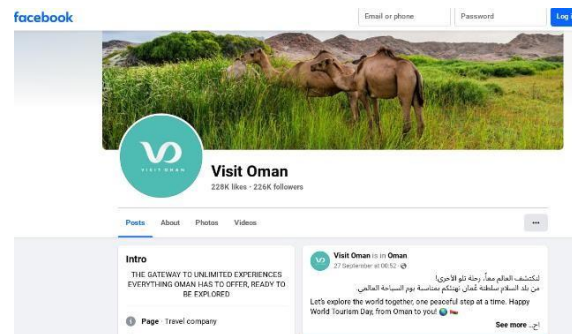 facebook
Email or phone
Password
Log
VISIT OMAN
Visit Oman
228K likes · 226K followers
Posts
About
Photos
Videos
Intro
THE GATEWAY TO UNLIMITED EXPERIENCES
EVERYTHING OMAN HAS TO OFFER, READY TO
BE EXPLORED
Page · Travel company
Visit Oman is in Oman.
27 September at 08:52
لنكتشف العالم معاً، رحلة تلو الأخرى!
من بلد السلام سلطنة عُمان نهنئكم بمناسبة يوم السياحة العالمي.
Let's explore the world together, one peaceful step at a time. Happy
World Tourism Day, from Oman to you! 🌍 🇴🇲
See more ..اح